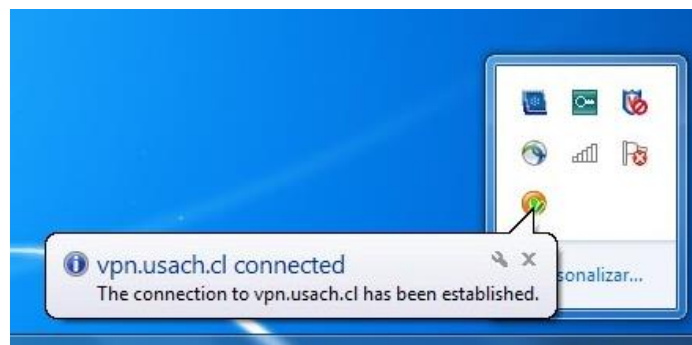 vpn.usach.cl connected
The connection to vpn.usach.cl has been established.
sonalizar...